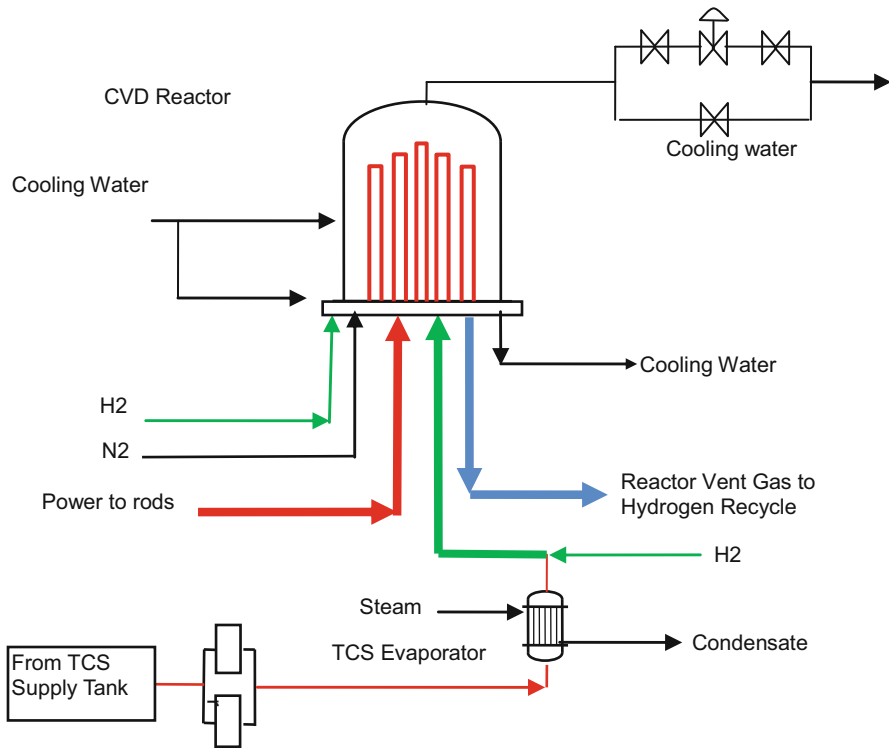 CVD Reactor
Cooling water
Cooling Water
Cooling Water
H2
N2
Reactor Vent Gas to
Hydrogen Recycle
Power to rods
H2
Steam
TCS Evaporator
Condensate
From TCS
Supply Tank